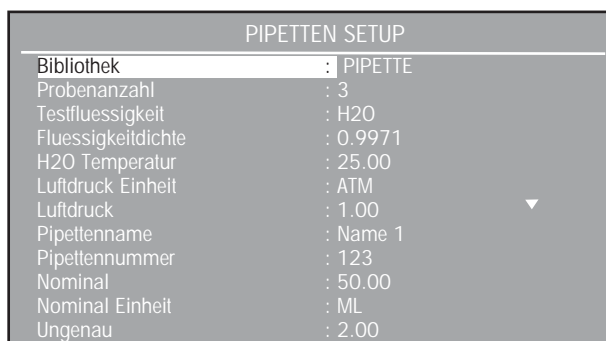 PIPETTEN SETUP
Bibliothek : PIPETTE
Probenanzahl : 3
Testfluessigkeit : H2O
Fluessigkeitdichte : 0.9971
H2O Temperatur : 25.00
Luftdruck Einheit : ATM
Luftdruck : 1.00
Pipettenname : Name 1
Pipettennummer : 123
Nominal : 50.00
Nominal Einheit : ML
Ungenau : 2.00